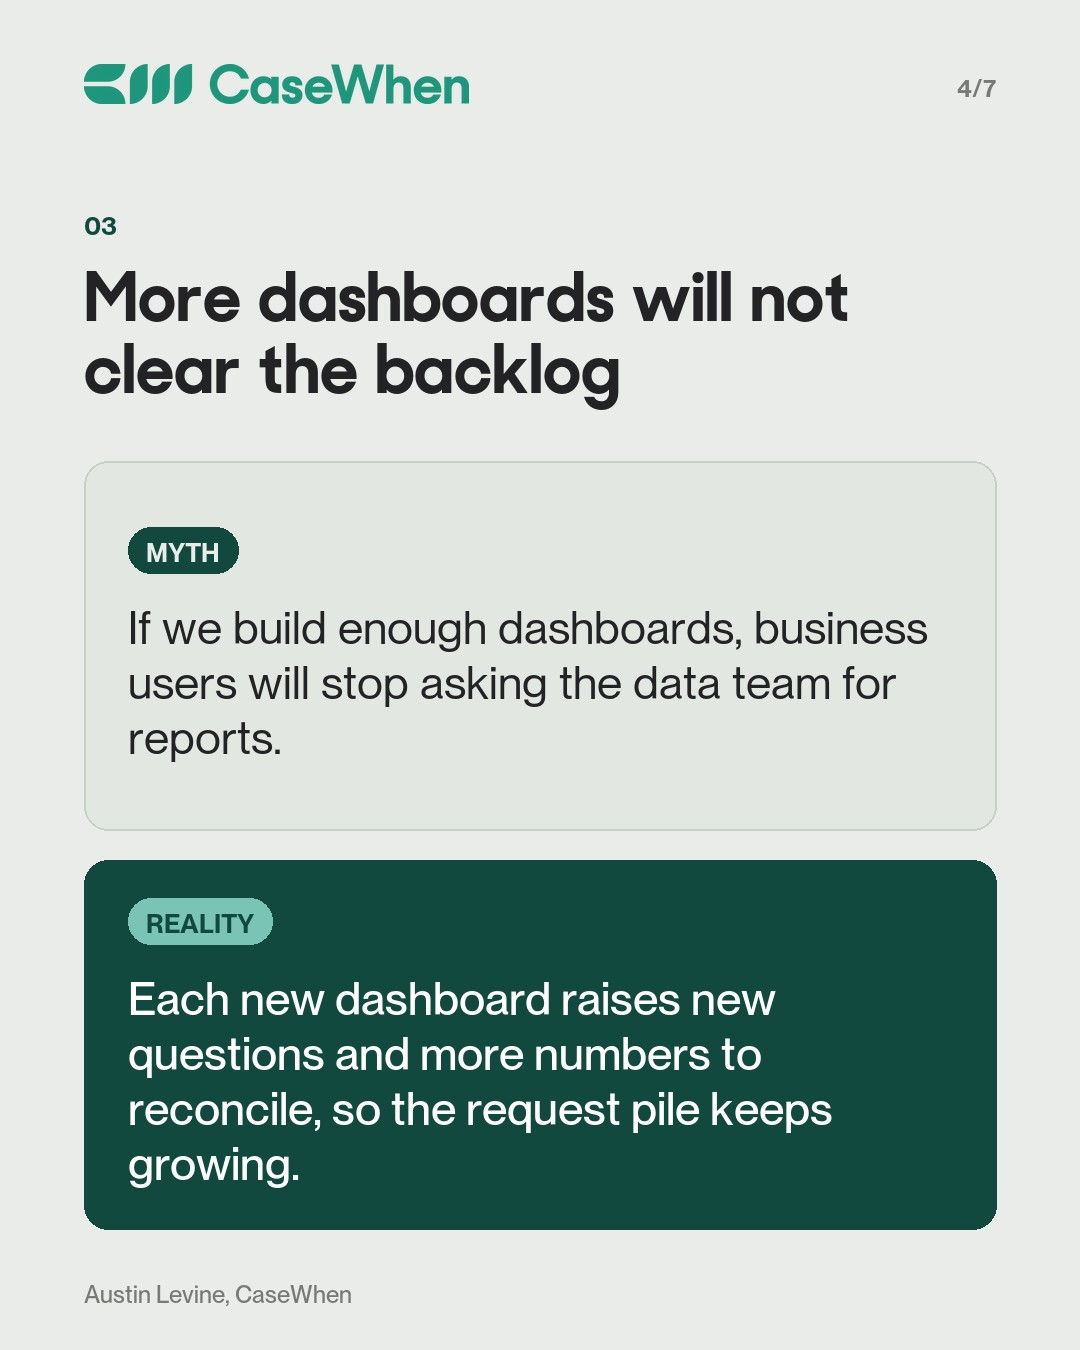 CaseWhen
4/7
03
More dashboards will not
clear the backlog
MYTH
If we build enough dashboards, business
users will stop asking the data team for
reports.
REALITY
Each new dashboard raises new
questions and more numbers to
reconcile, so the request pile keeps
growing.
Austin Levine, CaseWhen